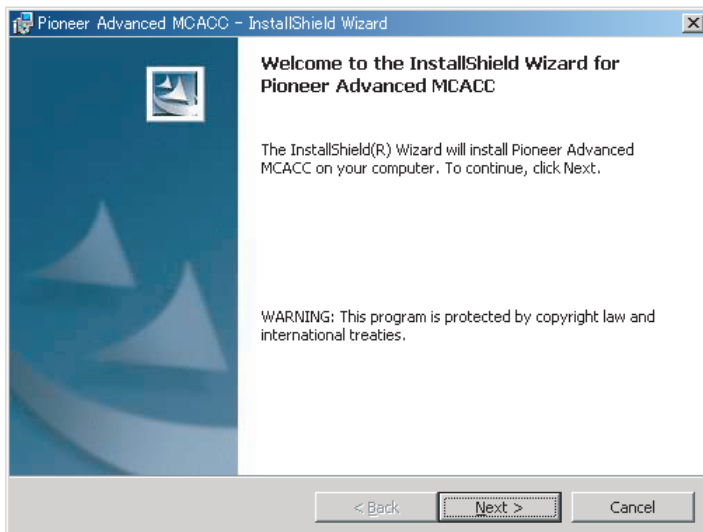 Pioneer Advanced MCACC - InstallShield Wizard
Welcome to the InstallShield Wizard for
Pioneer Advanced MCACC
The InstallShield(R) Wizard will install Pioneer Advanced
MCACC on your computer. To continue, click Next.
WARNING: This program is protected by copyright law and
international treaties.
< Back
Next >
Cancel